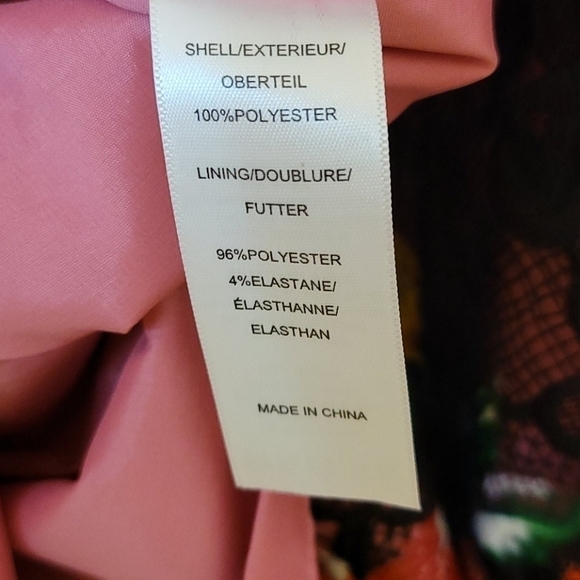 SHELL/EXTERIEUR/
OBERTEIL
100%POLYESTER
LINING/DOUBLURE/
FUTTER
96%POLYESTER
4%ELASTANE/
ÉLASTHANNE/
ELASTHAN
MADE IN CHINA